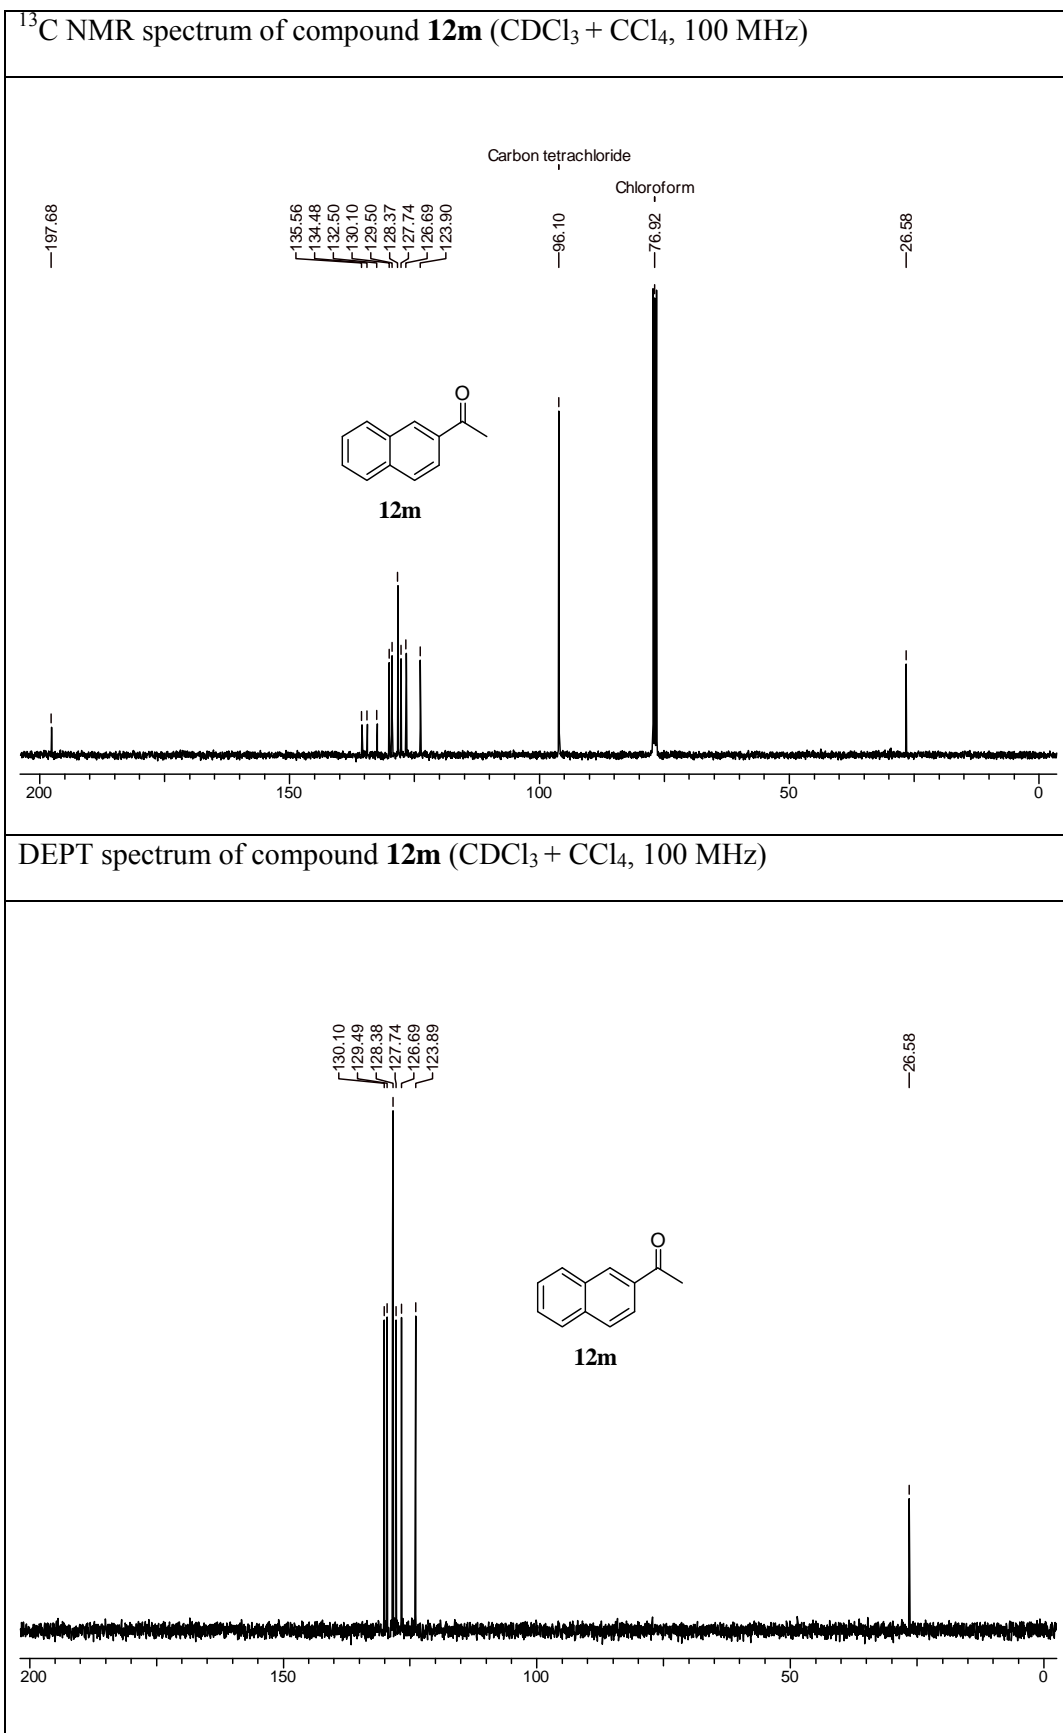 ¹³C NMR spectrum of compound 12m (CDCl₃ + CCl₄, 100 MHz)
Carbon tetrachloride
Chloroform
197.68
135.56
134.48
132.50
130.10
129.50
128.37
127.74
126.69
123.90
96.10
76.92
26.58
O
12m
200 150 100 50 0
DEPT spectrum of compound 12m (CDCl₃ + CCl₄, 100 MHz)
130.10
129.49
128.38
127.74
126.69
123.89
26.58
O
12m
200 150 100 50 0